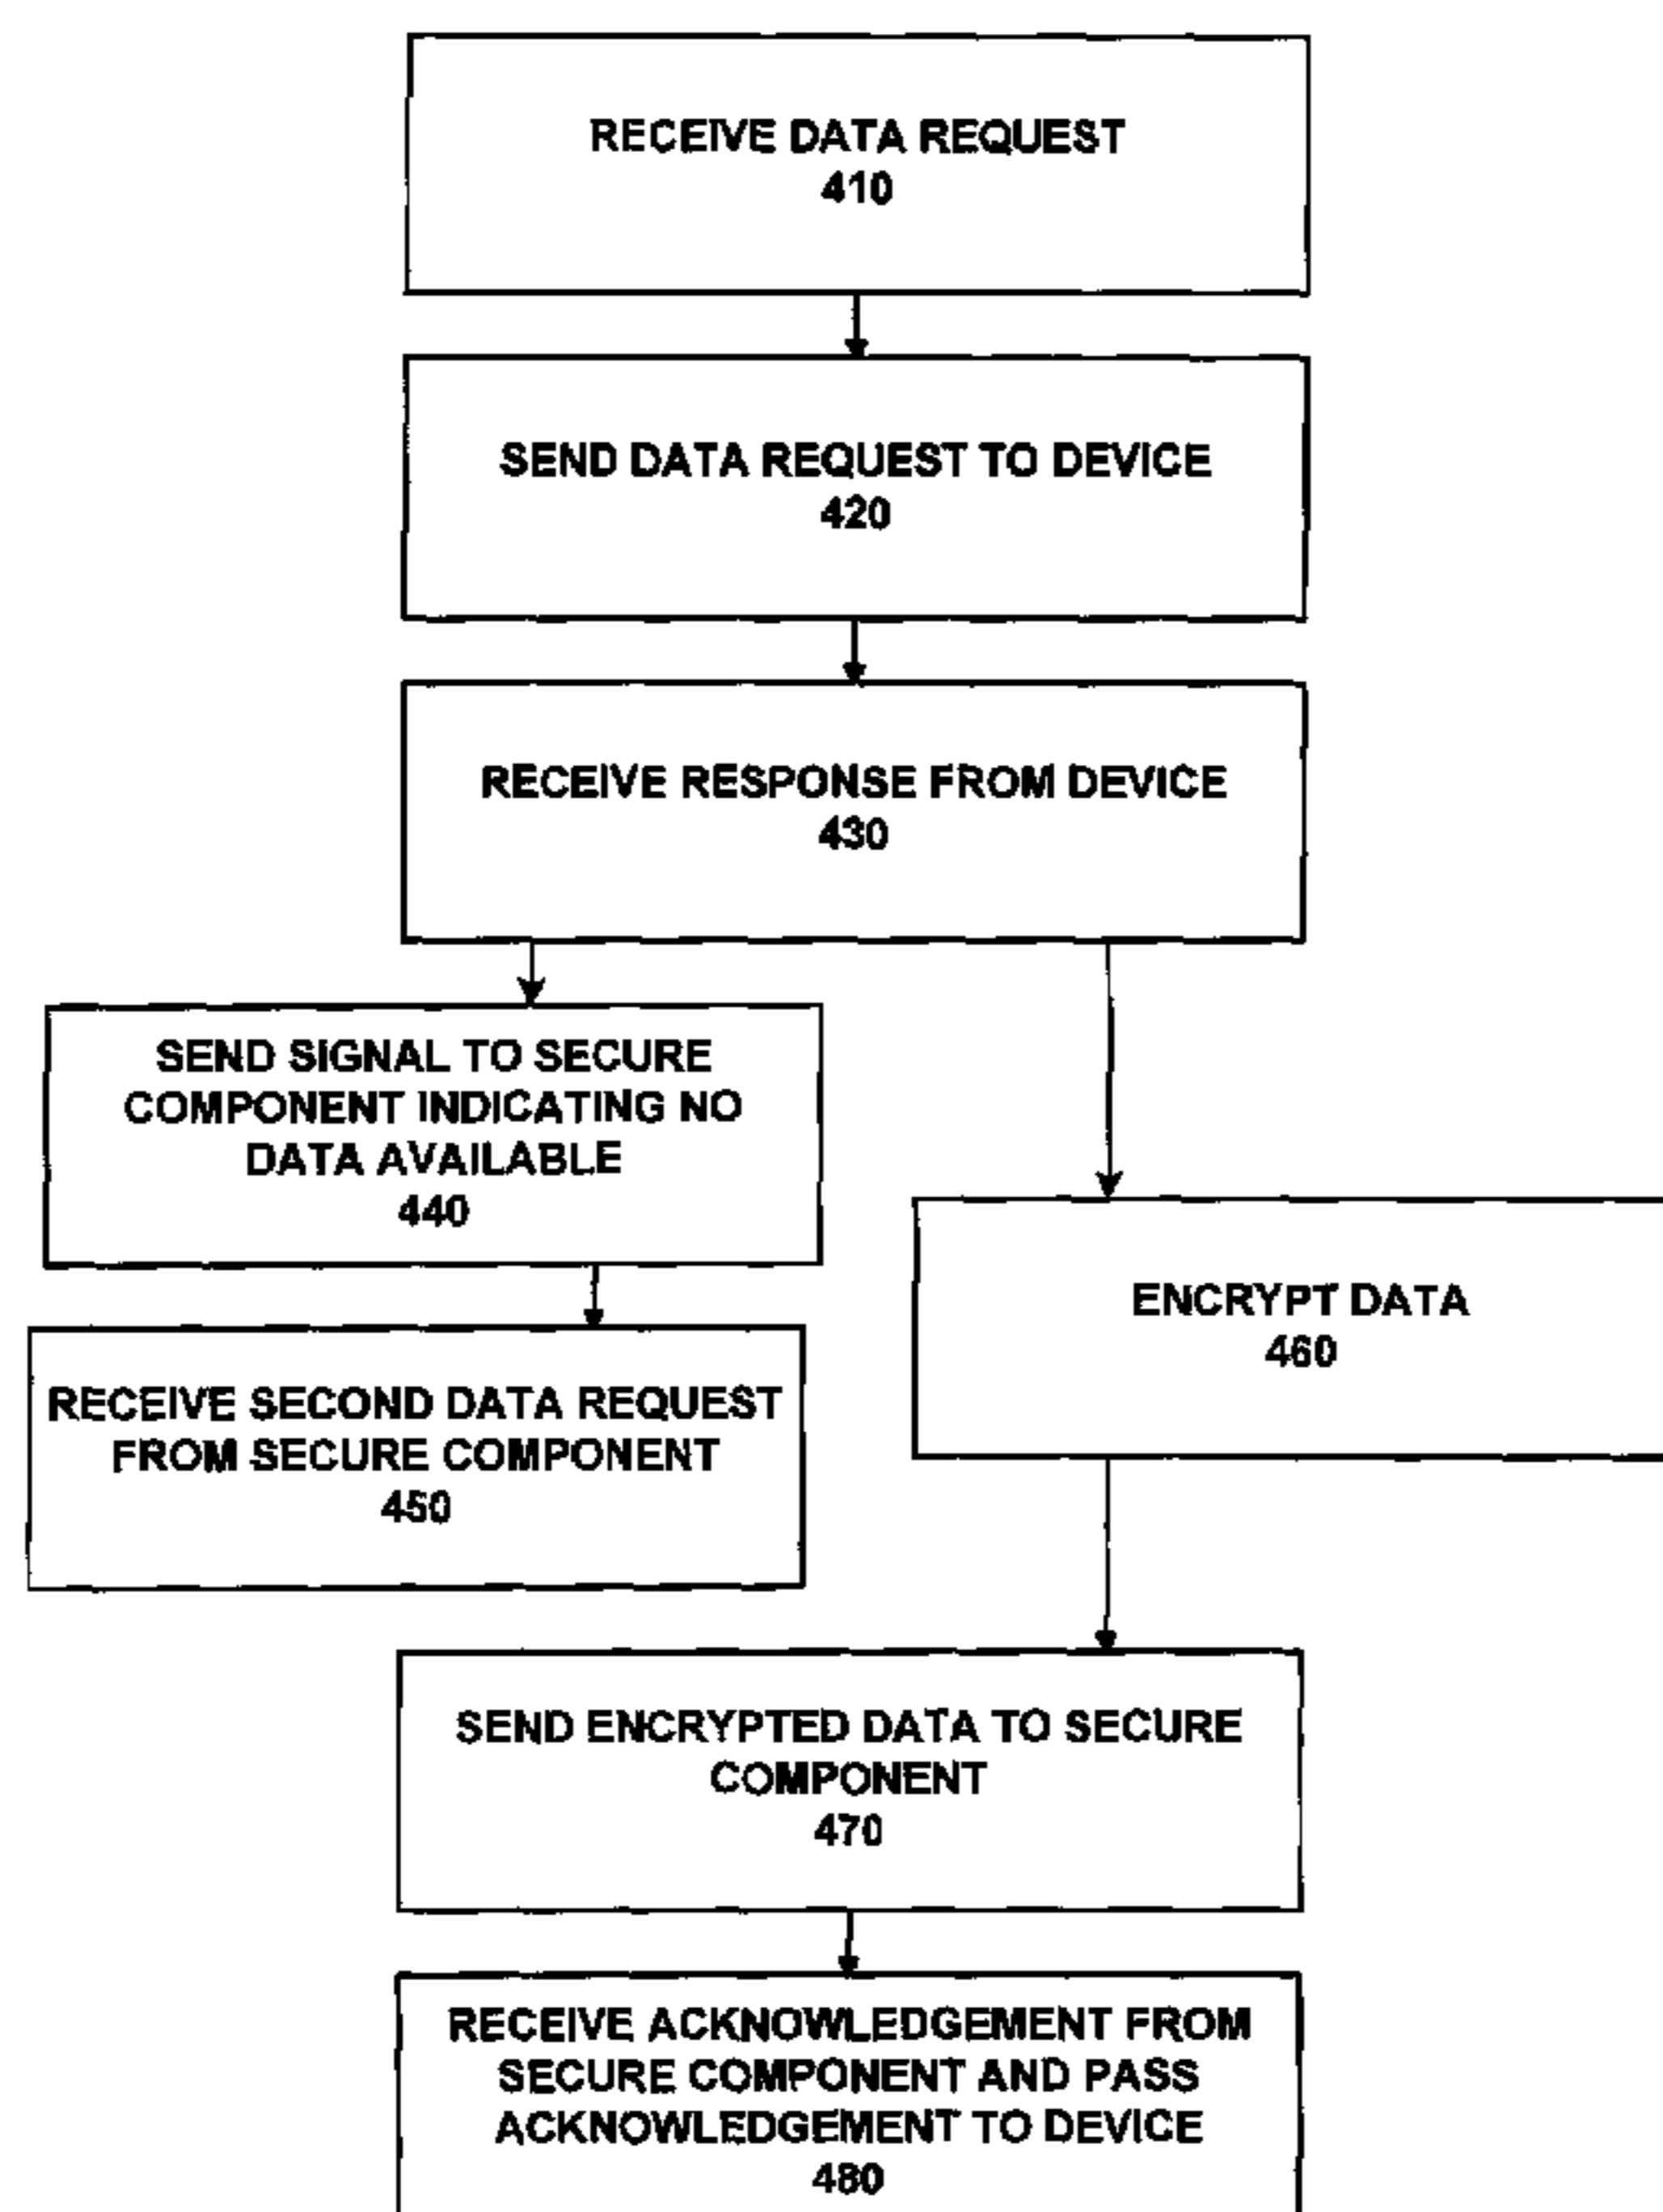 RECEIVE DATA REQUEST
410
SEND DATA REQUEST TO DEVICE
420
RECEIVE RESPONSE FROM DEVICE
430
SEND SIGNAL TO SECURE
COMPONENT INDICATING NO
DATA AVAILABLE
440
RECEIVE SECOND DATA REQUEST
FROM SECURE COMPONENT
450
ENCRYPT DATA
460
SEND ENCRYPTED DATA TO SECURE
COMPONENT
470
RECEIVE ACKNOWLEDGEMENT FROM
SECURE COMPONENT AND PASS
ACKNOWLEDGEMENT TO DEVICE
480